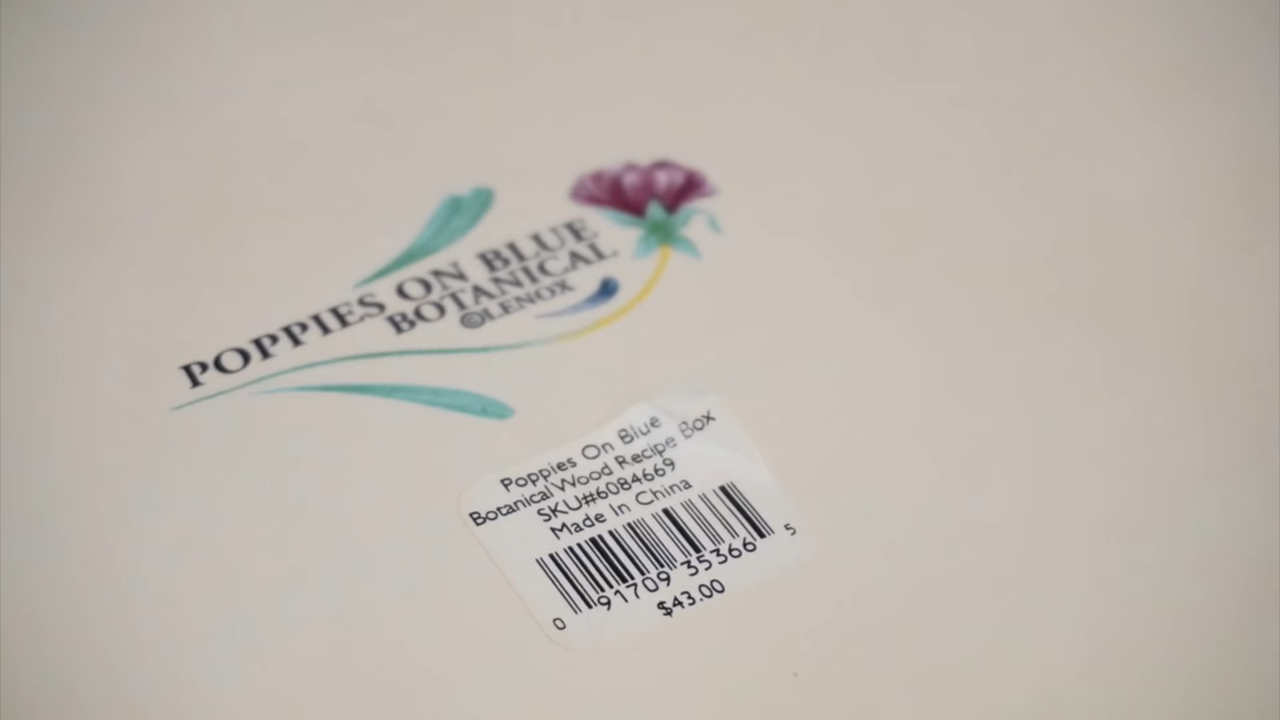 POPPIES ON BLUE
BOTANICAL
©LENOX
Poppies On Blue
Botanical Wood Recipe Box
SKU#6084669
Made In China
0 91709 35366 5
$43.00